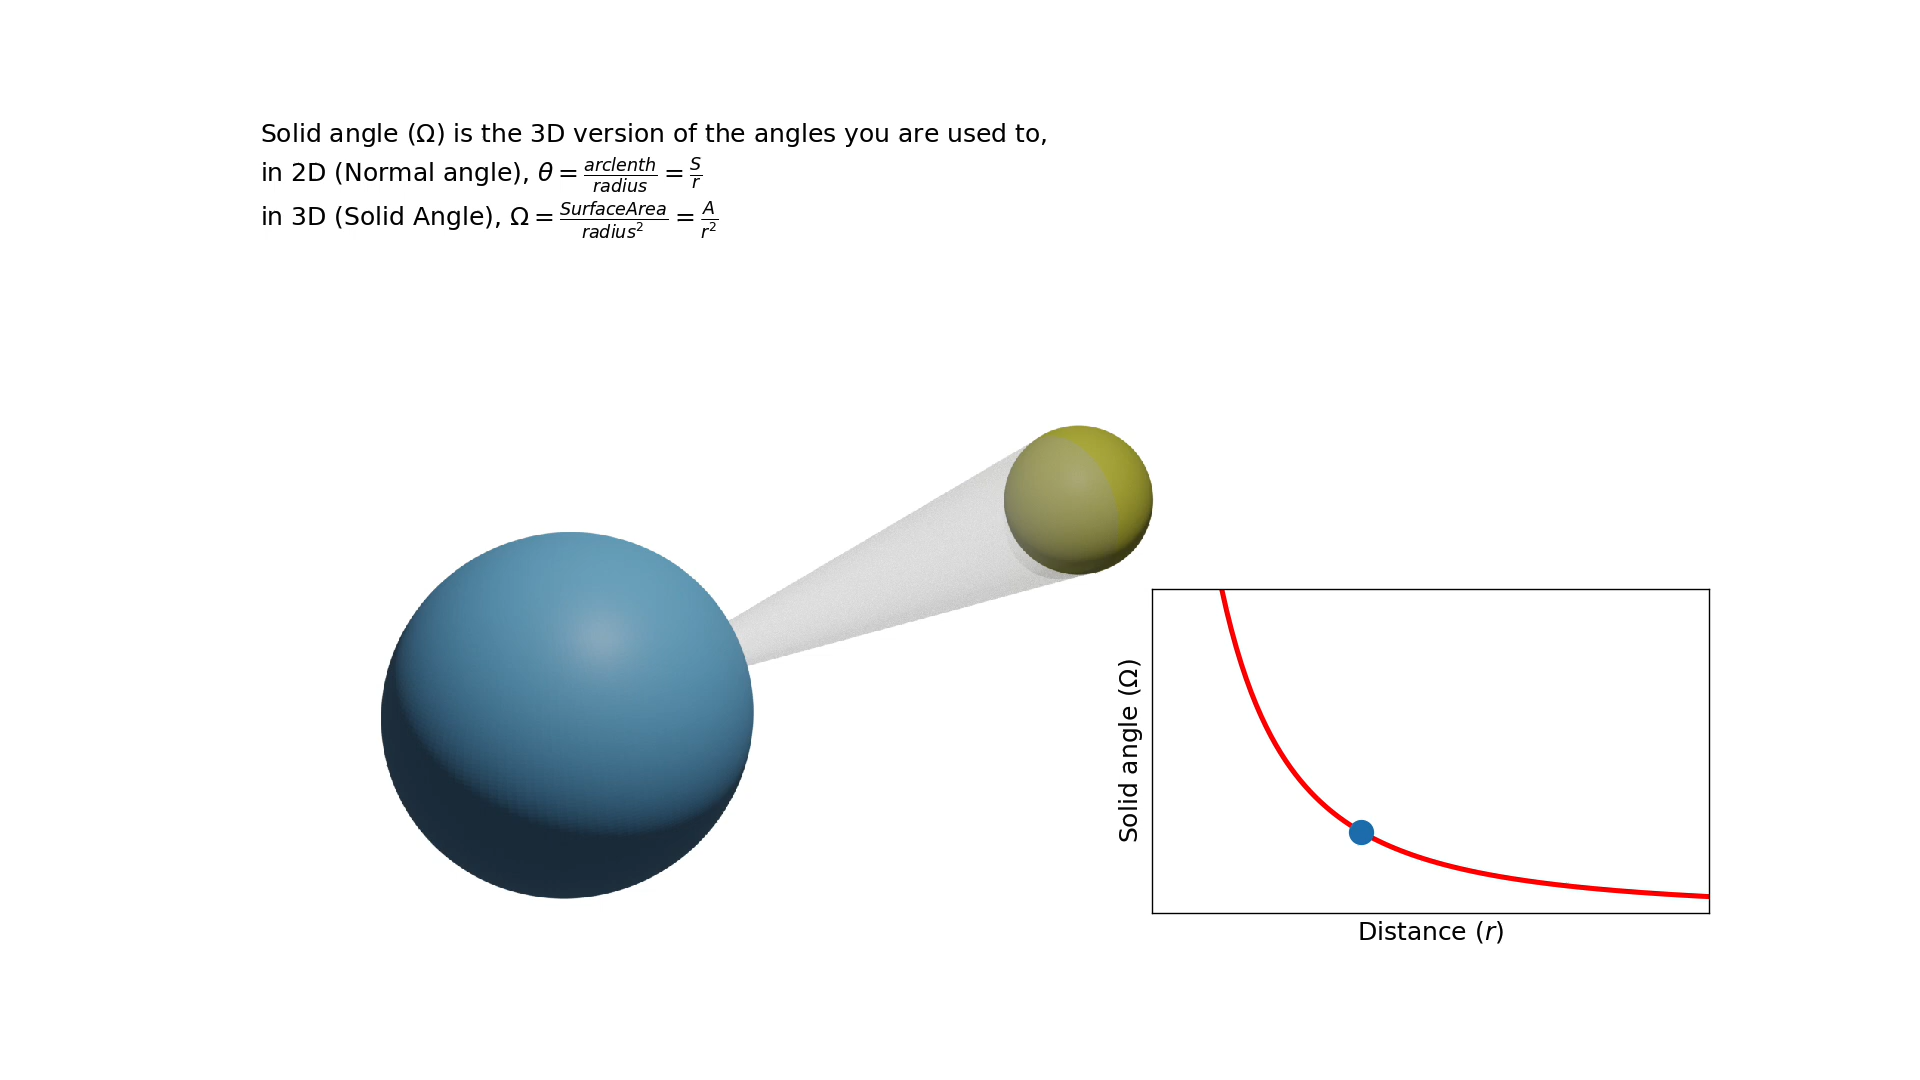 Solid angle (Ω) is the 3D version of the angles you are used to,
in 2D (Normal angle), θ = arclenth/radius = S/r
in 3D (Solid Angle), Ω = SurfaceArea/radius² = A/r²
Solid angle (Ω)
Distance (r)